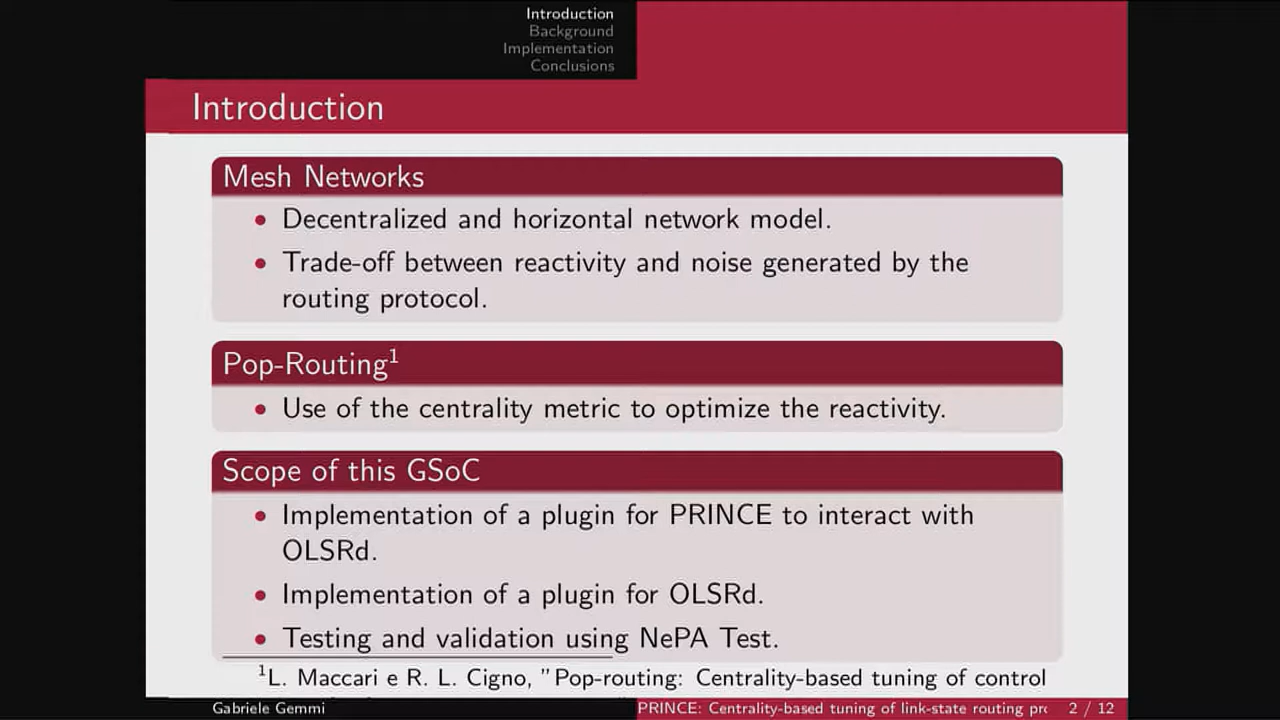 Introduction
Background
Implementation
Conclusions
Introduction
Mesh Networks
• Decentralized and horizontal network model.
• Trade-off between reactivity and noise generated by the
routing protocol.
Pop-Routing¹
• Use of the centrality metric to optimize the reactivity.
Scope of this GSoC
• Implementation of a plugin for PRINCE to interact with
OLSRd.
• Implementation of a plugin for OLSRd.
• Testing and validation using NePA Test.
¹L. Maccari e R. L. Cigno, ”Pop-routing: Centrality-based tuning of control
Gabriele Gemmi
PRINCE: Centrality-based tuning of link-state routing pro
2 / 12